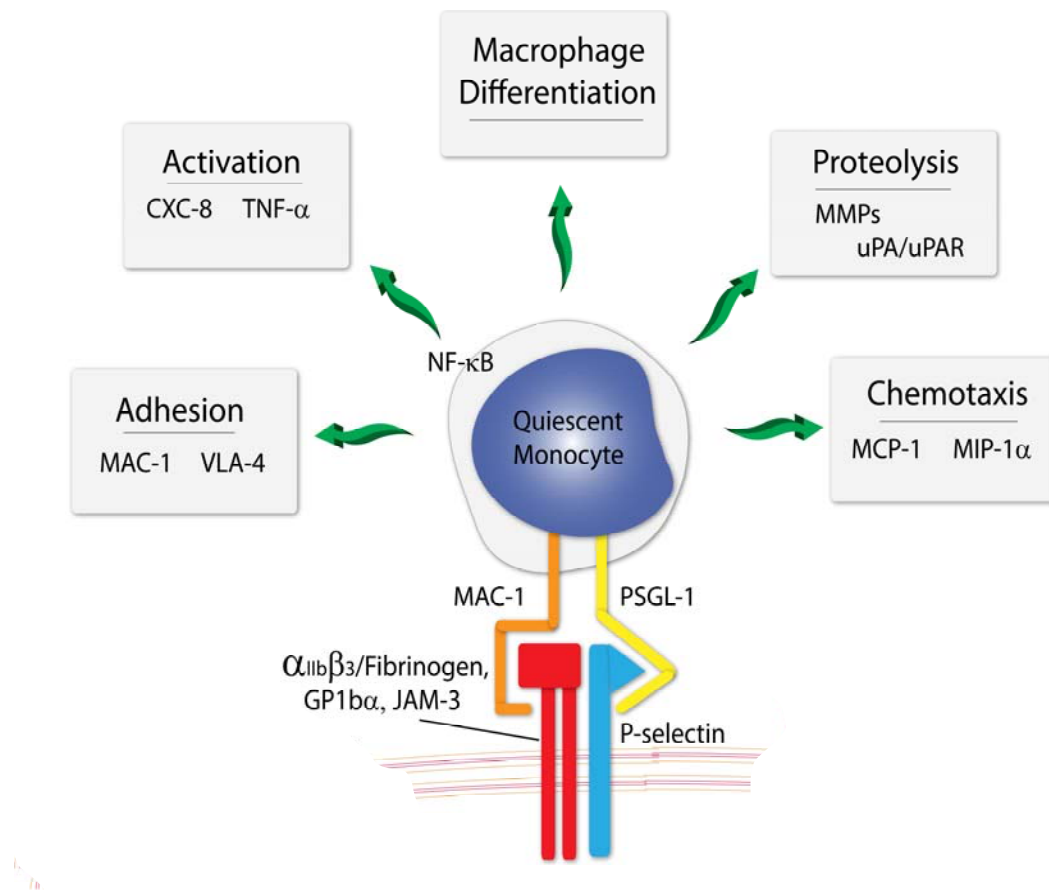 Macrophage
Differentiation
Activation
CXC-8 TNF-α
Proteolysis
MMPs
uPA/uPAR
NF-κB
Adhesion
MAC-1 VLA-4
Quiescent
Monocyte
Chemotaxis
MCP-1 MIP-1α
MAC-1
PSGL-1
αIIbβ3/Fibrinogen,
GP1bα, JAM-3
P-selectin